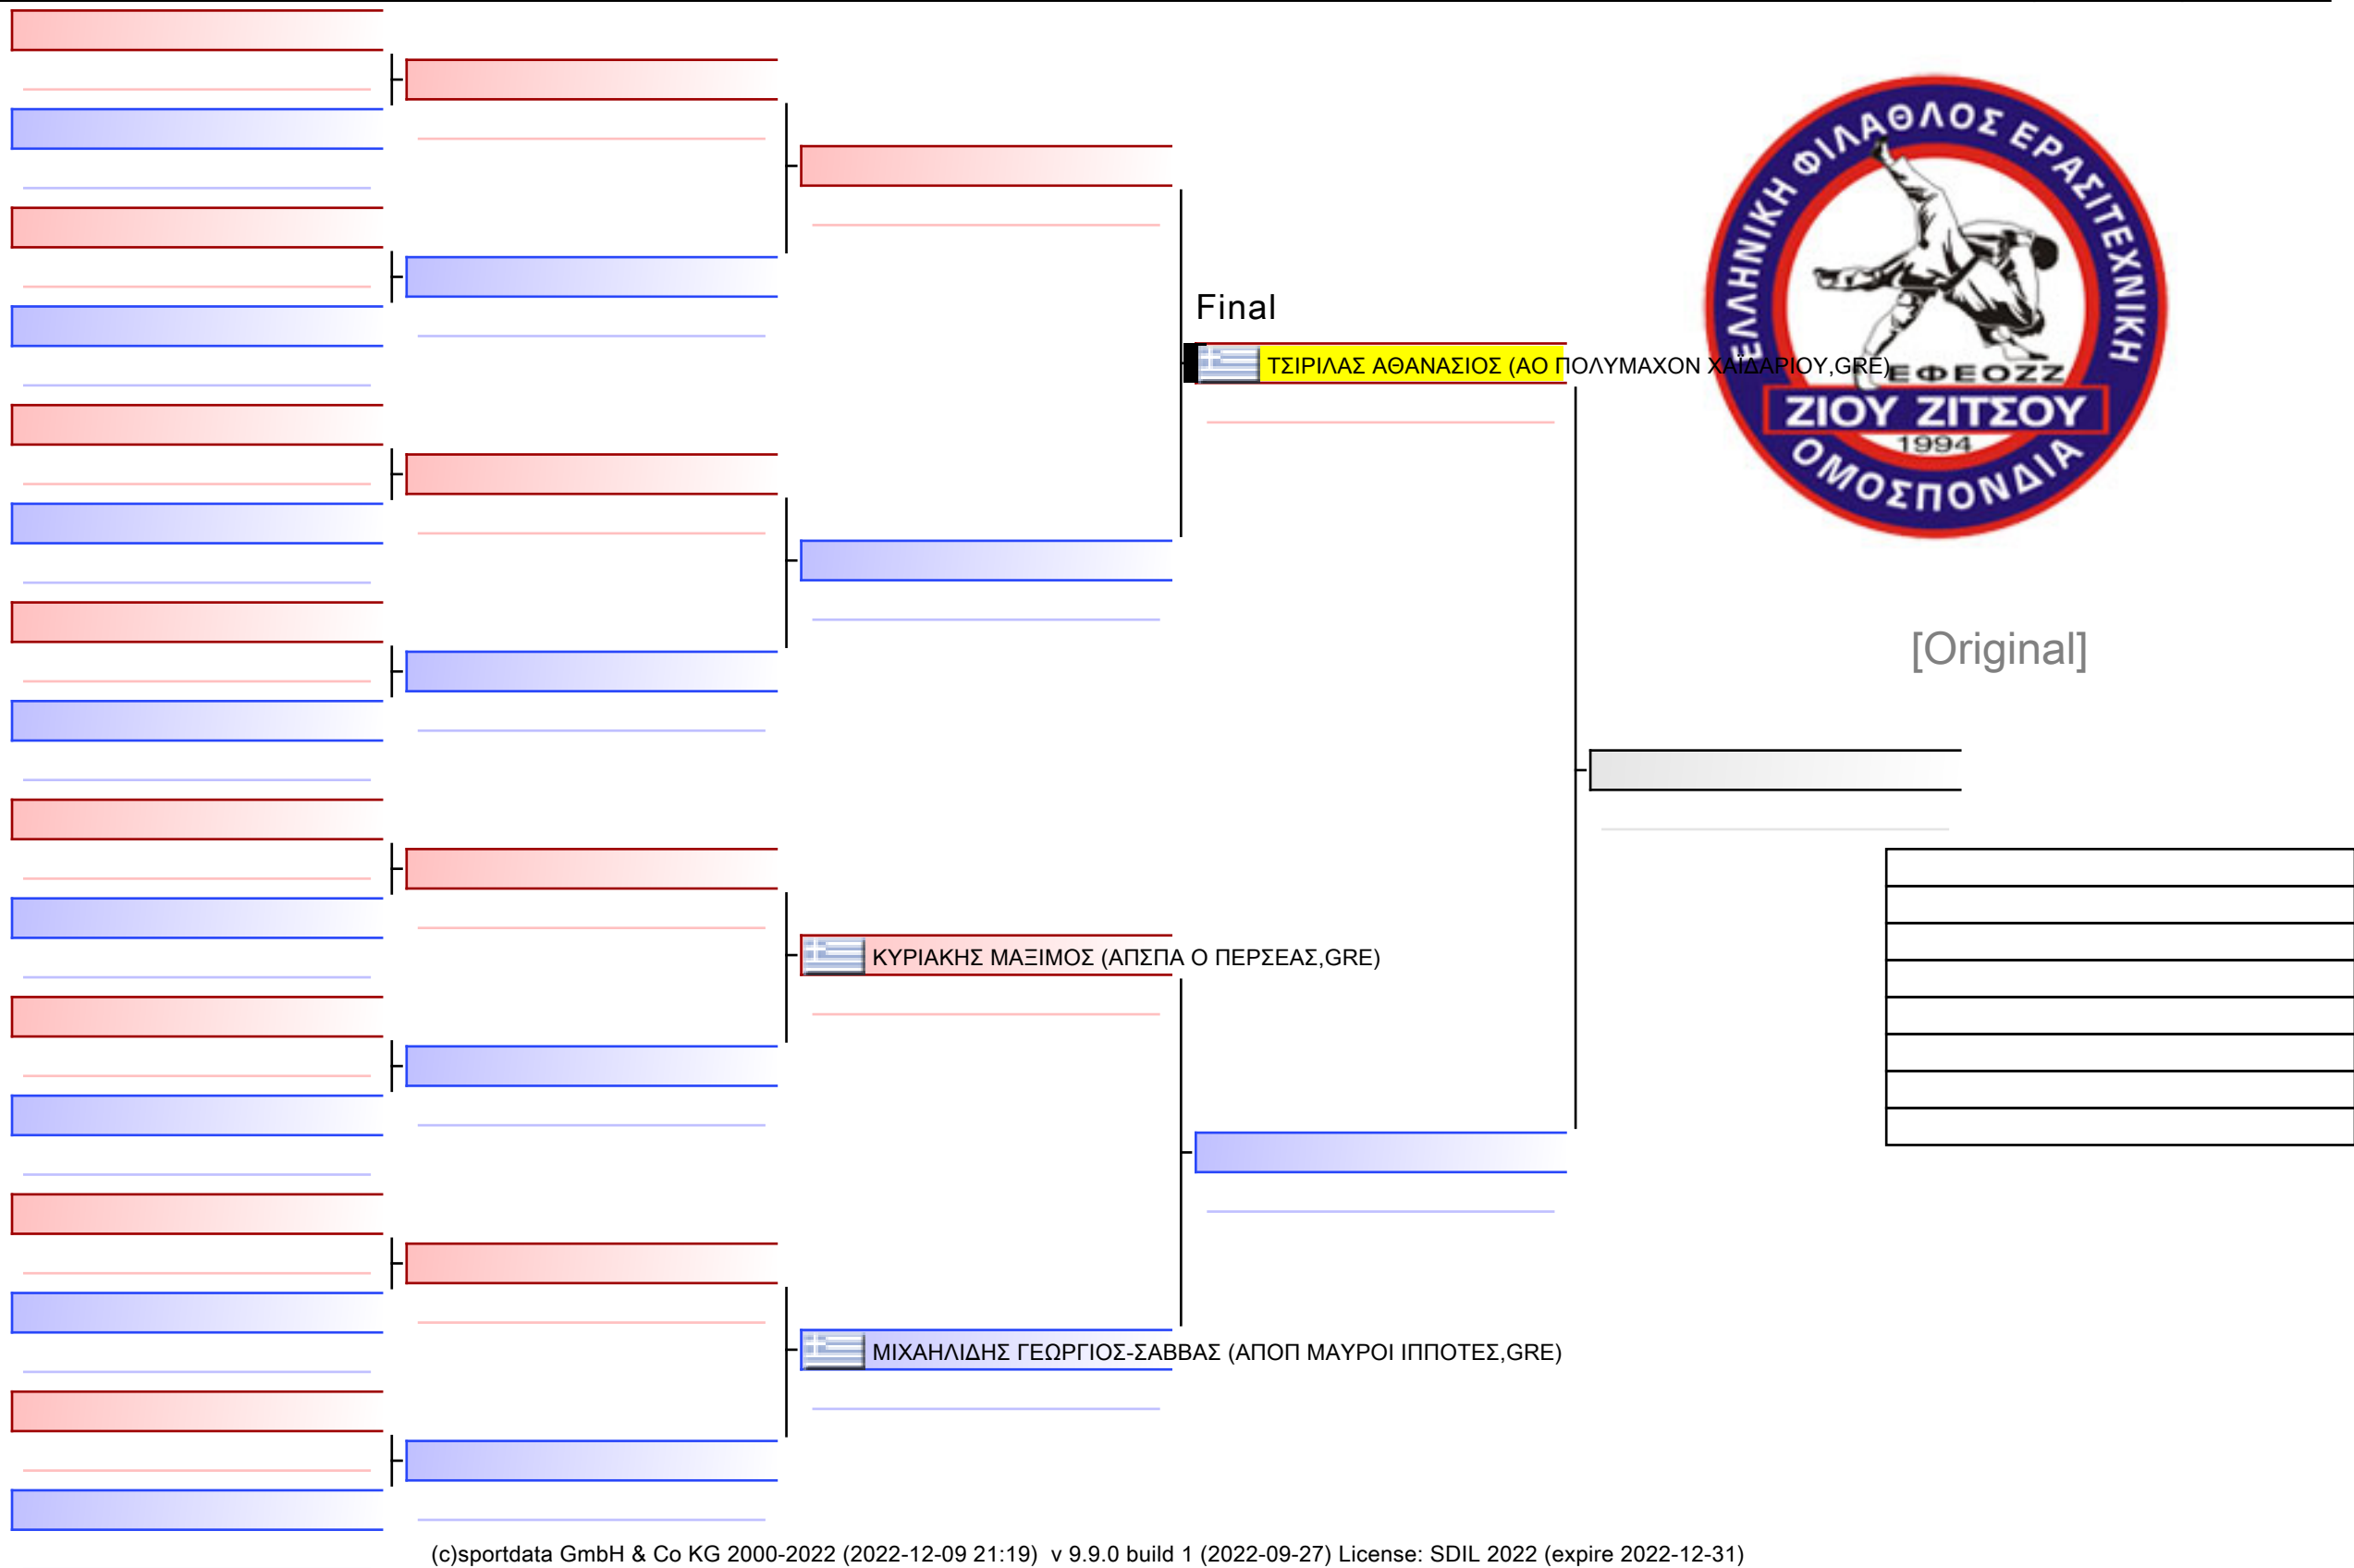 ΕΛΛΗΝΙΚΗ ΦΙΛΑΘΛΟΣ ΕΡΑΣΙΤΕΧΝΙΚΗ
Final
ΤΣΙΡΙΛΑΣ ΑΘΑΝΑΣΙΟΣ (ΑΟ ΠΟΛΥΜΑΧΟΝ ΧΑΪΔΑΡΙΟΥ,GRE)
ΕΦΕΟΖΖ
ΖΙΟΥ ΖΙΤΣΟΥ
1994
ΟΜΟΣΠΟΝΔΙΑ
[Original]
ΚΥΡΙΑΚΗΣ ΜΑΞΙΜΟΣ (ΑΠΣΠΑ Ο ΠΕΡΣΕΑΣ,GRE)
ΜΙΧΑΗΛΙΔΗΣ ΓΕΩΡΓΙΟΣ-ΣΑΒΒΑΣ (ΑΠΟΠ ΜΑΥΡΟΙ ΙΠΠΟΤΕΣ,GRE)
(c)sportdata GmbH & Co KG 2000-2022 (2022-12-09 21:19) v 9.9.0 build 1 (2022-09-27) License: SDIL 2022 (expire 2022-12-31)